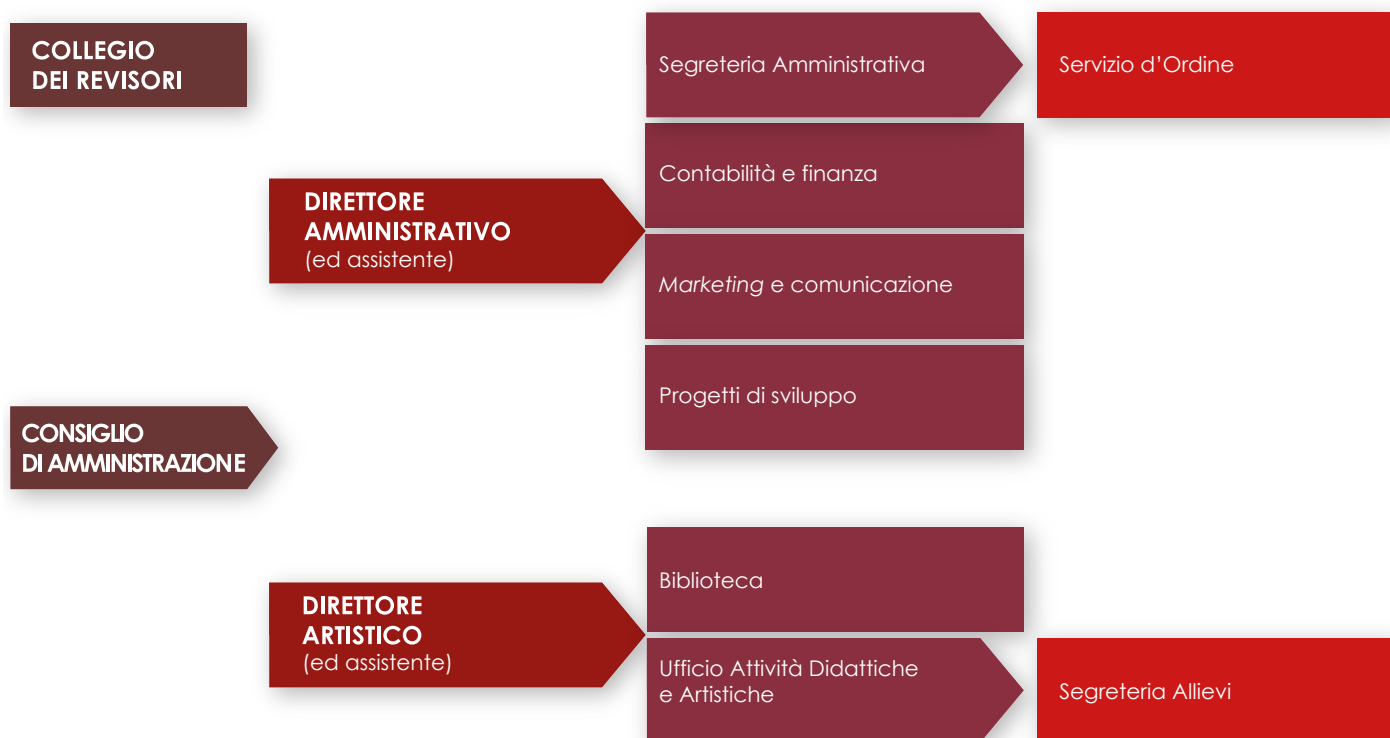 COLLEGIO
DEI REVISORI
Segreteria Amministrativa
Servizio d’Ordine
Contabilità e finanza
DIRETTORE
AMMINISTRATIVO
(ed assistente)
Marketing e comunicazione
Progetti di sviluppo
CONSIGLIO
DI AMMINISTRAZIONE
Biblioteca
DIRETTORE
ARTISTICO
(ed assistente)
Ufficio Attività Didattiche
e Artistiche
Segreteria Allievi